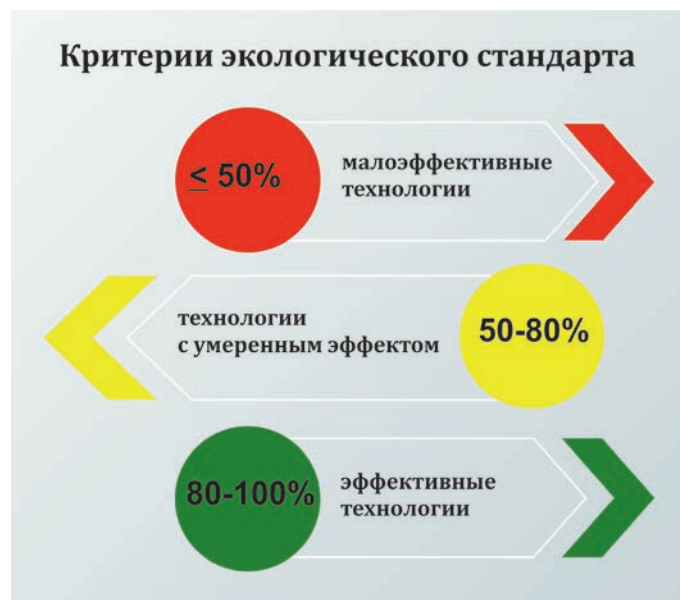 Критерии экологического стандарта
≤ 50%
малоэффективные
технологии
технологии
с умеренным эффектом
50-80%
80-100%
эффективные
технологии